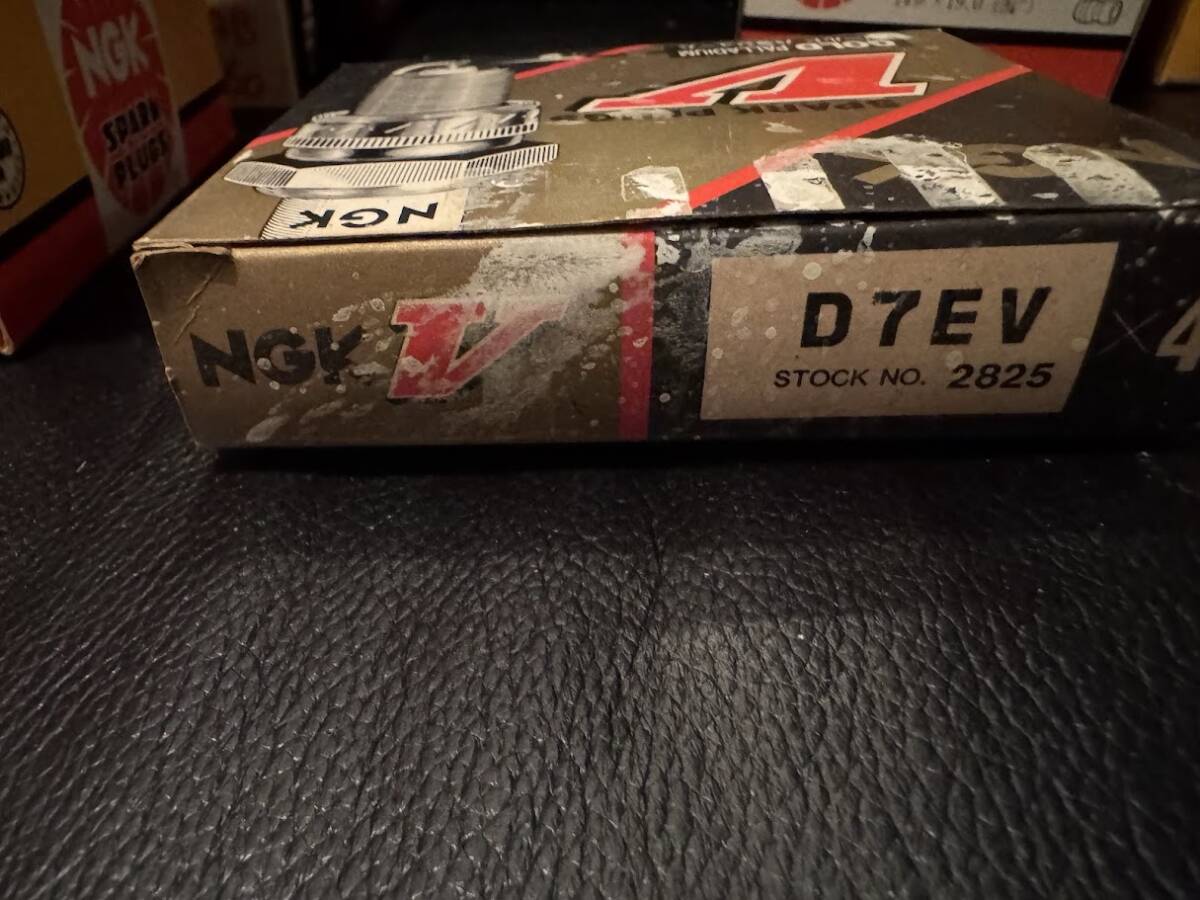 NGK
SPARK
PLUGS
GOLD PALLADIUM
V
SPARK PLUGS
NGK
NGK V
D7EV
STOCK NO. 2825
× 4